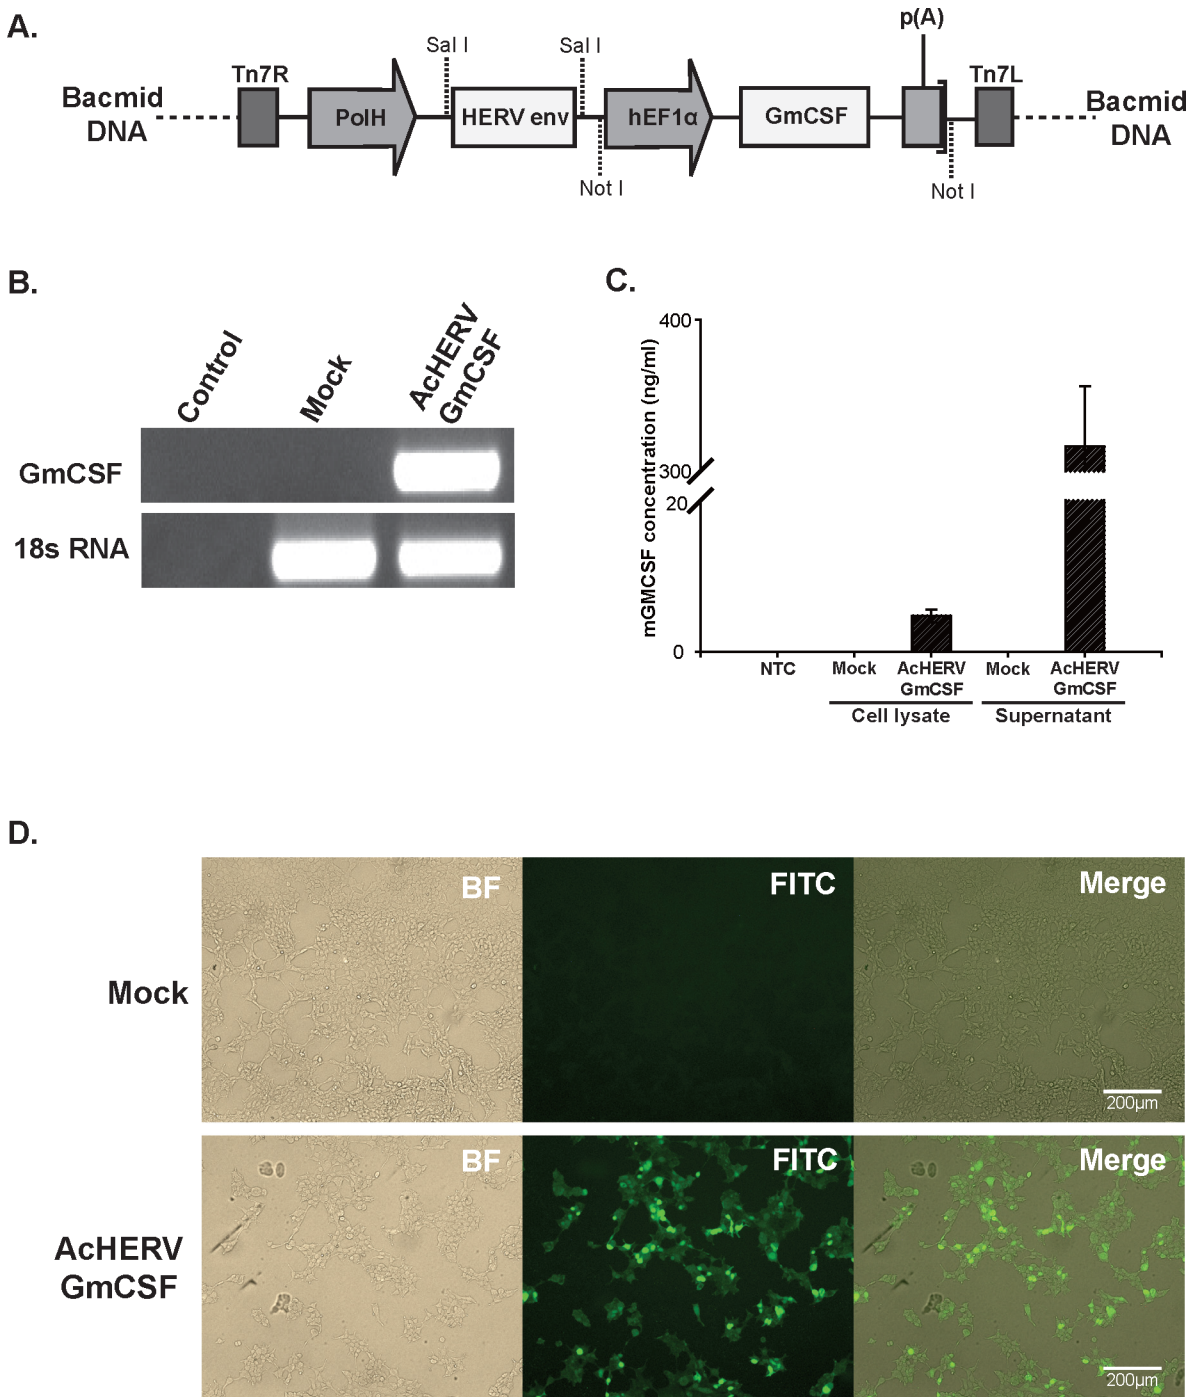 A.
p(A)
Sal I
Sal I
Tn7R
Tn7L
Bacmid
DNA
PolH
HERV env
hEF1α
GmCSF
Bacmid
DNA
Not I
Not I
B.
Control
Mock
AcHERV
GmCSF
GmCSF
18s RNA
C.
mGMCSF concentration (ng/ml)
400
300
20
0
NTC
Mock
AcHERV
GmCSF
Mock
AcHERV
GmCSF
Cell lysate
Supernatant
D.
Mock
BF
FITC
Merge
200µm
AcHERV
GmCSF
BF
FITC
Merge
200µm